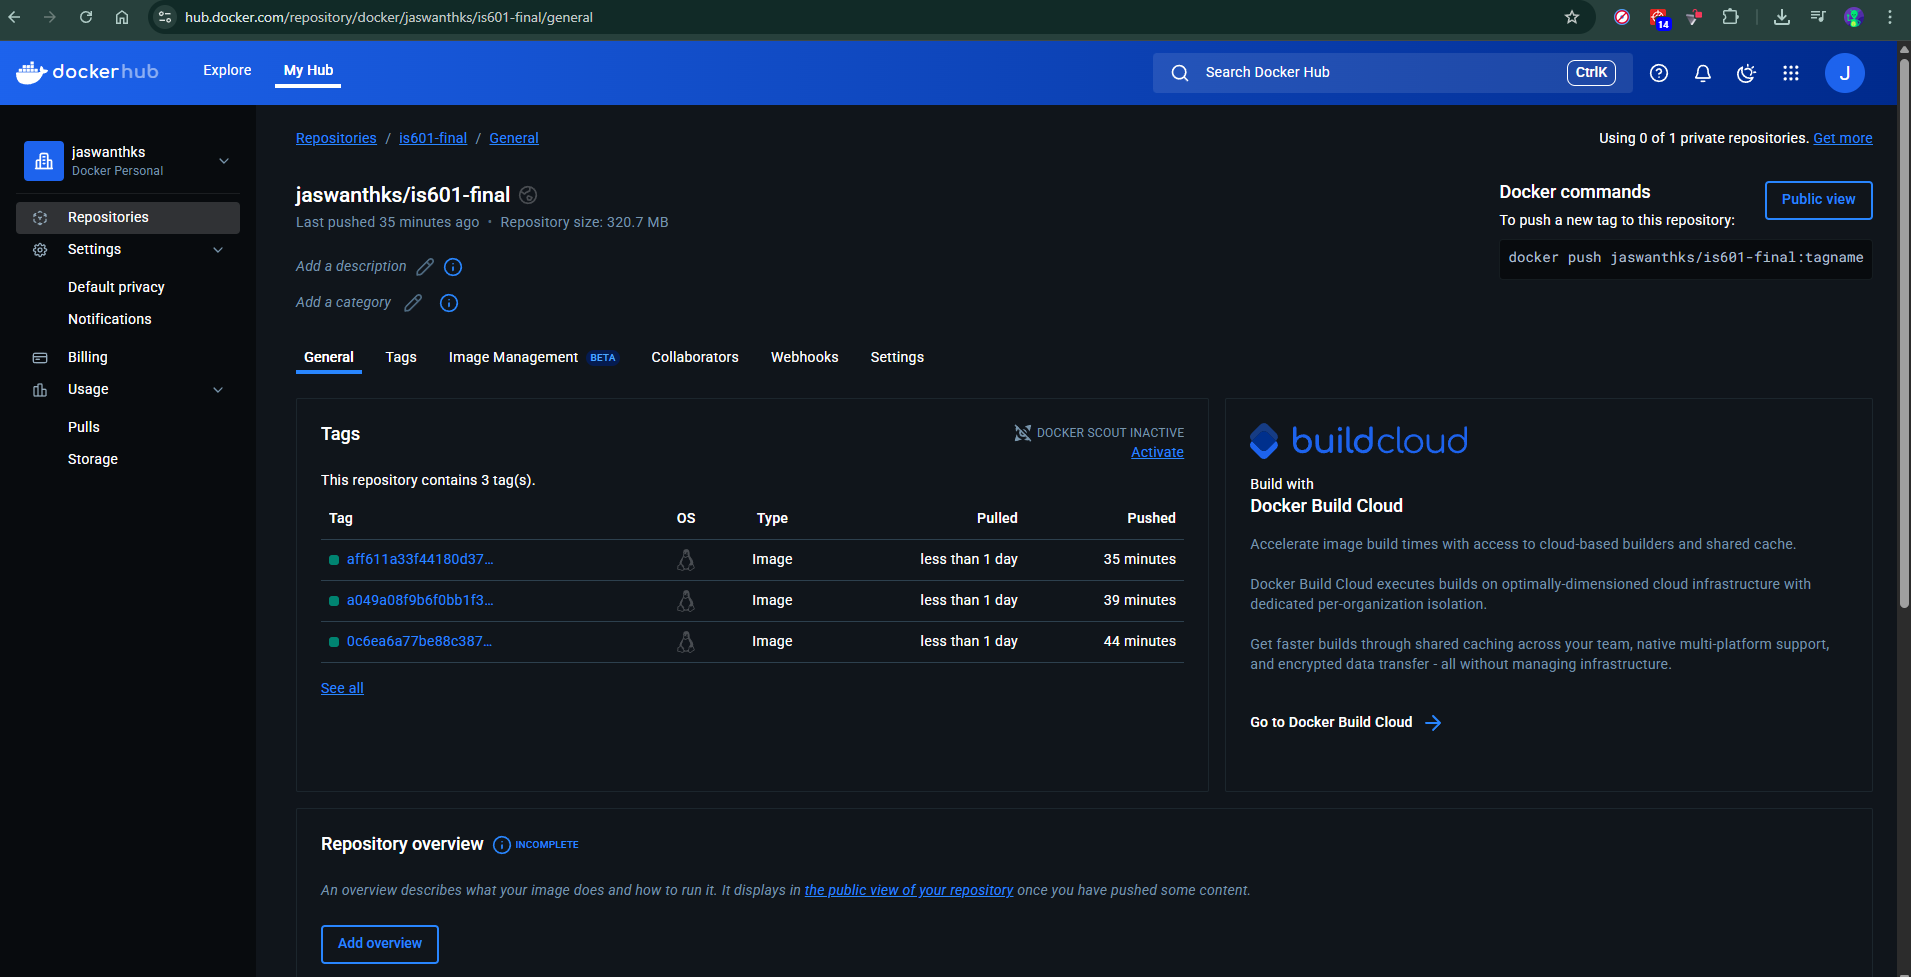 hub.docker.com/repository/docker/jaswanthks/is601-final/general
14
dockerhub
Explore
My Hub
Search Docker Hub
CtrlK
J
jaswanthks
Docker Personal
Repositories
Settings
Default privacy
Notifications
Billing
Usage
Pulls
Storage
Repositories / is601-final / General
Using 0 of 1 private repositories. Get more
jaswanthks/is601-final
Last pushed 35 minutes ago • Repository size: 320.7 MB
Add a description
Add a category
Docker commands
Public view
To push a new tag to this repository:
docker push jaswanthks/is601-final:tagname
General
Tags
Image Management BETA
Collaborators
Webhooks
Settings
Tags
DOCKER SCOUT INACTIVE
Activate
This repository contains 3 tag(s).
Tag OS Type Pulled Pushed
aff611a33f44180d37... Image less than 1 day 35 minutes
a049a08f9b6f0bb1f3... Image less than 1 day 39 minutes
0c6ea6a77be88c387... Image less than 1 day 44 minutes
See all
buildcloud
Build with
Docker Build Cloud
Accelerate image build times with access to cloud-based builders and shared cache.
Docker Build Cloud executes builds on optimally-dimensioned cloud infrastructure with
dedicated per-organization isolation.
Get faster builds through shared caching across your team, native multi-platform support,
and encrypted data transfer - all without managing infrastructure.
Go to Docker Build Cloud
Repository overview INCOMPLETE
An overview describes what your image does and how to run it. It displays in the public view of your repository once you have pushed some content.
Add overview